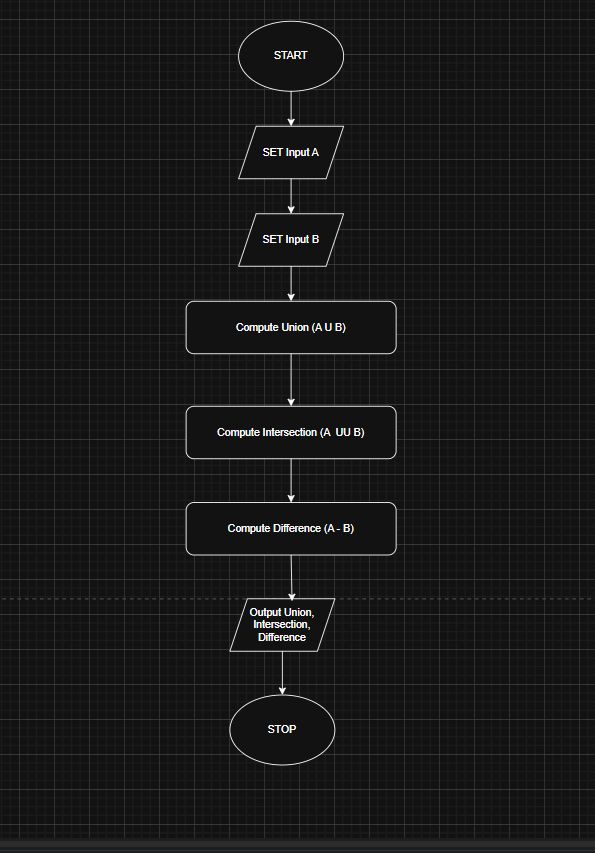 START
SET Input A
SET Input B
Compute Union (A U B)
Compute Intersection (A  UU B)
Compute Difference (A - B)
Output Union,
Intersection,
Difference
STOP